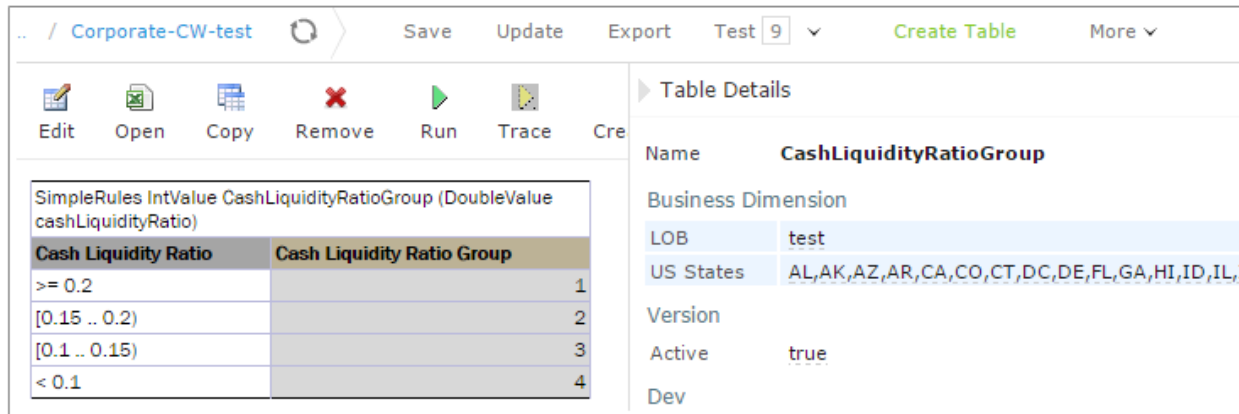 .. / Corporate-CW-test Save Update Export Test 9 Create Table More
Edit Open Copy Remove Run Trace Cre
SimpleRules IntValue CashLiquidityRatioGroup (DoubleValue
cashLiquidityRatio)
Cash Liquidity Ratio Cash Liquidity Ratio Group
>= 0.2 1
[0.15 .. 0.2) 2
[0.1 .. 0.15) 3
< 0.1 4
Table Details
Name CashLiquidityRatioGroup
Business Dimension
LOB test
US States AL,AK,AZ,AR,CA,CO,CT,DC,DE,FL,GA,HI,ID,IL,
Version
Active true
Dev